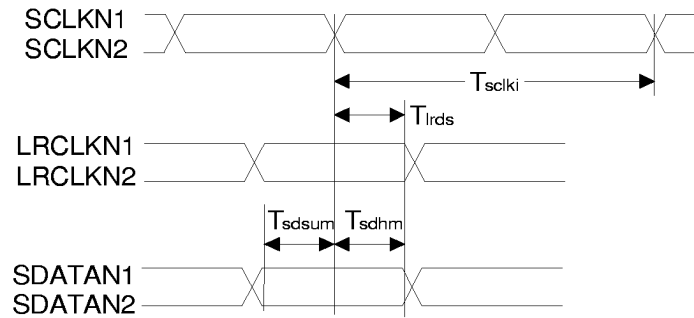 SCLKN1
SCLKN2
Tsclki
Tlrds
LRCLKN1
LRCLKN2
Tsdsum Tsdhm
SDATAN1
SDATAN2